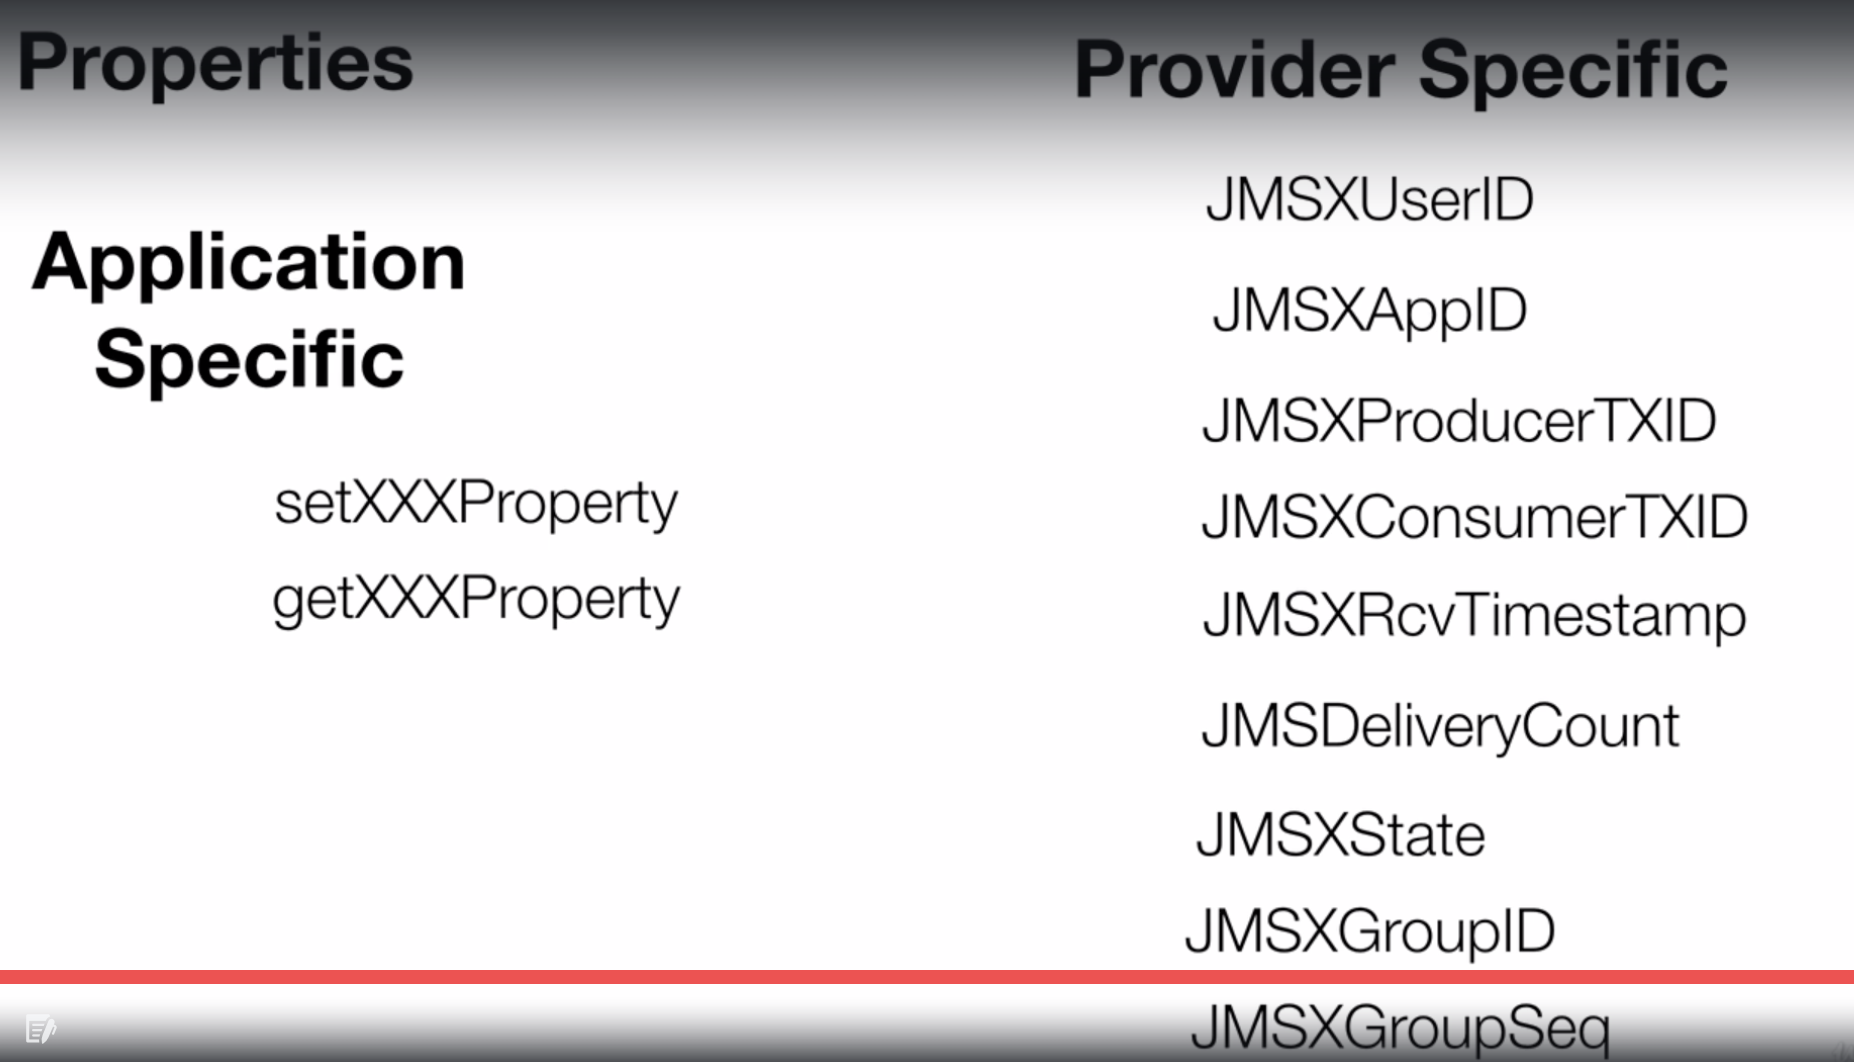 Properties
Application
Specific
setXXXProperty
getXXXProperty
Provider Specific
JMSXUserID
JMSXAppID
JMSXProducerTXID
JMSXConsumerTXID
JMSXRcvTimestamp
JMSDeliveryCount
JMSXState
JMSXGroupID
JMSXGroupSeq